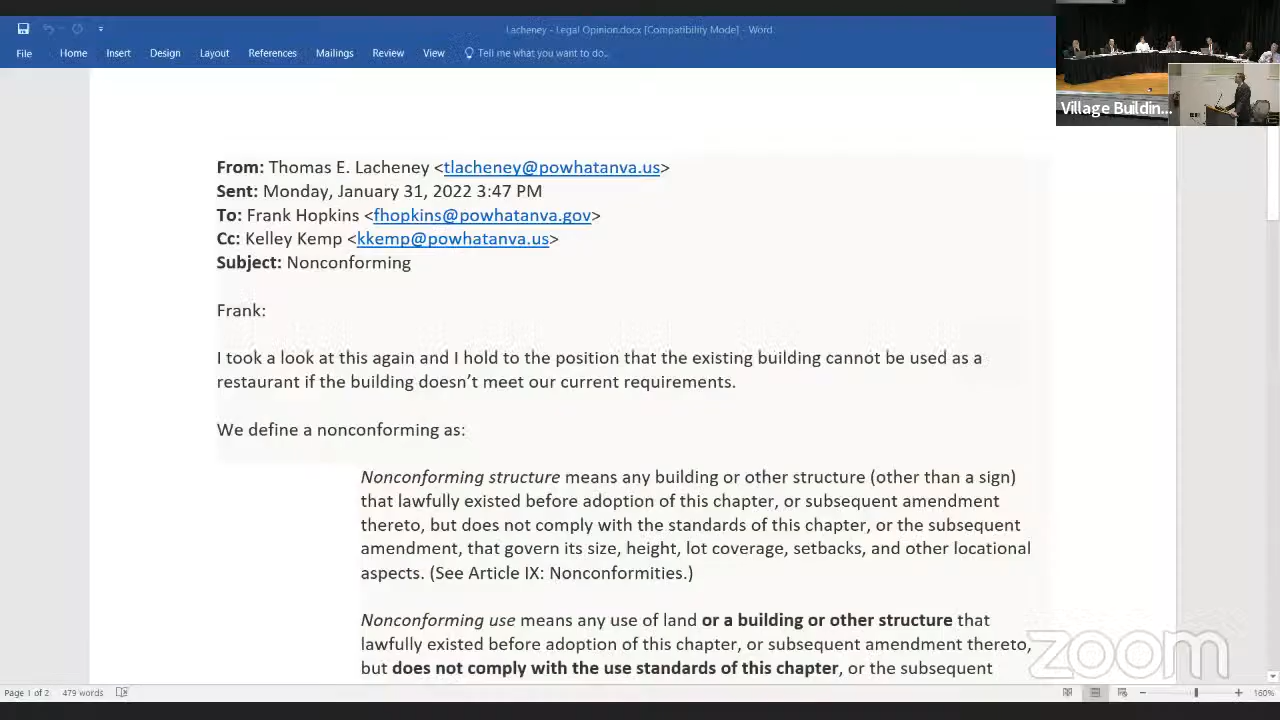 Lacheney - Legal Opinion.docx [Compatibility Mode] - Word
File Home Insert Design Layout References Mailings Review View Tell me what you want to do...
Village Buildin...
From: Thomas E. Lacheney <tlacheney@powhatanva.us>
Sent: Monday, January 31, 2022 3:47 PM
To: Frank Hopkins <fhopkins@powhatanva.gov>
Cc: Kelley Kemp <kkemp@powhatanva.us>
Subject: Nonconforming
Frank:
I took a look at this again and I hold to the position that the existing building cannot be used as a
restaurant if the building doesn’t meet our current requirements.
We define a nonconforming as:
Nonconforming structure means any building or other structure (other than a sign)
that lawfully existed before adoption of this chapter, or subsequent amendment
thereto, but does not comply with the standards of this chapter, or the subsequent
amendment, that govern its size, height, lot coverage, setbacks, and other locational
aspects. (See Article IX: Nonconformities.)
Nonconforming use means any use of land or a building or other structure that
lawfully existed before adoption of this chapter, or subsequent amendment thereto,
but does not comply with the use standards of this chapter, or the subsequent
zoom
Page 1 of 2 479 words
160%